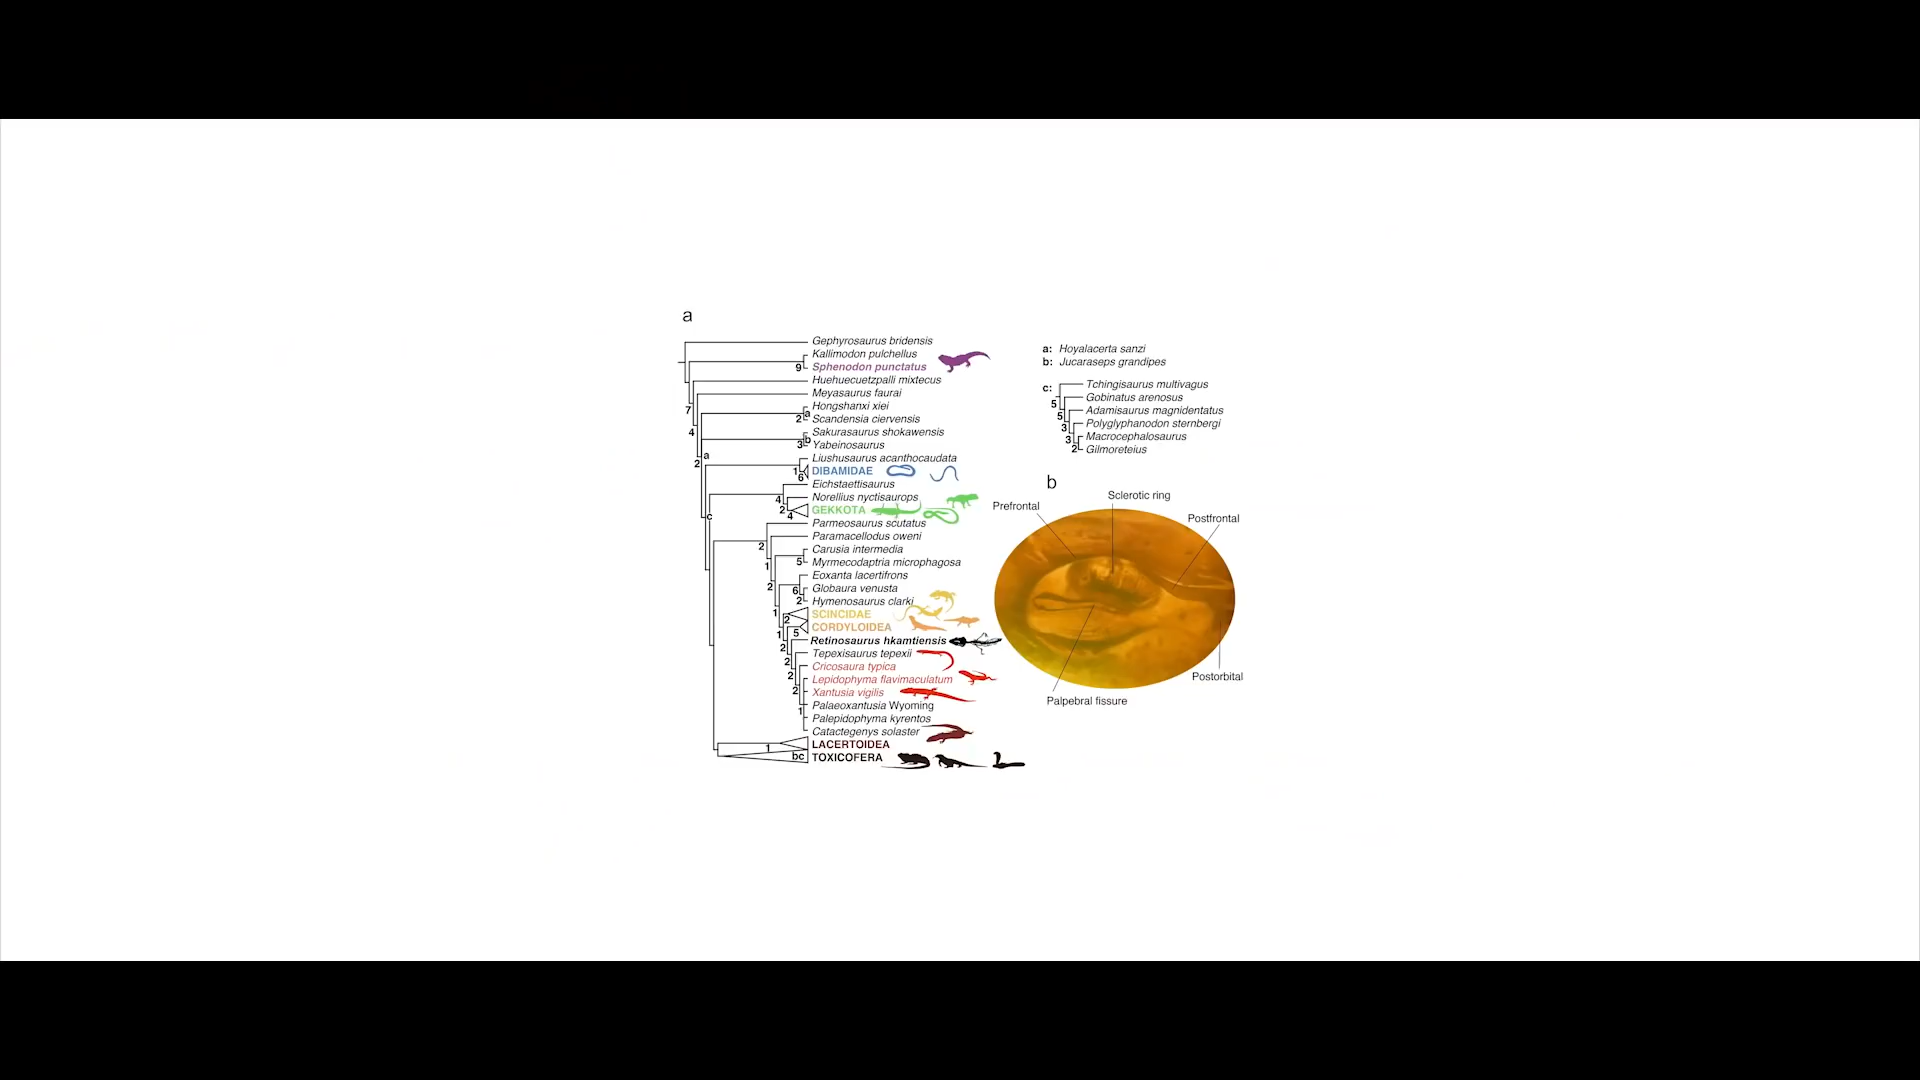 a
Gephyrosaurus bridensis
Kallimodon pulchellus
9
Sphenodon punctatus
Huehuecuetzpalli mixtecus
7
Meyasaurus faurai
Hongshanxi xiei
a
2
Scandensia ciervensis
4
Sakurasaurus shokawensis
b
3
Yabeinosaurus
a
2
Liushusaurus acanthocaudata
1
DIBAMIDAE
6
Eichstaettisaurus
4
Norellius nyctisaurops
2
GEKKOTA
4
c
Parmeosaurus scutatus
Paramacellodus oweni
2
Carusia intermedia
5
Myrmecodaptria microphagosa
1
Eoxanta lacertifrons
2
Globaura venusta
6
Hymenosaurus clarki
2
1
SCINCIDAE
2
CORDYLOIDEA
5
1
Retinosaurus hkamtiensis
2
Tepexisaurus tepexii
2
Cricosaura typica
2
Lepidophyma flavimaculatum
2
Xantusia vigilis
Palaeoxantusia Wyoming
1
Palepidophyma kyrentos
Catactegenys solaster
1
LACERTOIDEA
bc
TOXICOFERA
a: Hoyalacerta sanzi
b: Jucaraseps grandipes
c:
Tchingisaurus multivagus
5
Gobinatus arenosus
5
Adamisaurus magnidentatus
3
Polyglyphanodon sternbergi
3
Macrocephalosaurus
2
Gilmoreteius
b
Sclerotic ring
Prefrontal
Postfrontal
Postorbital
Palpebral fissure